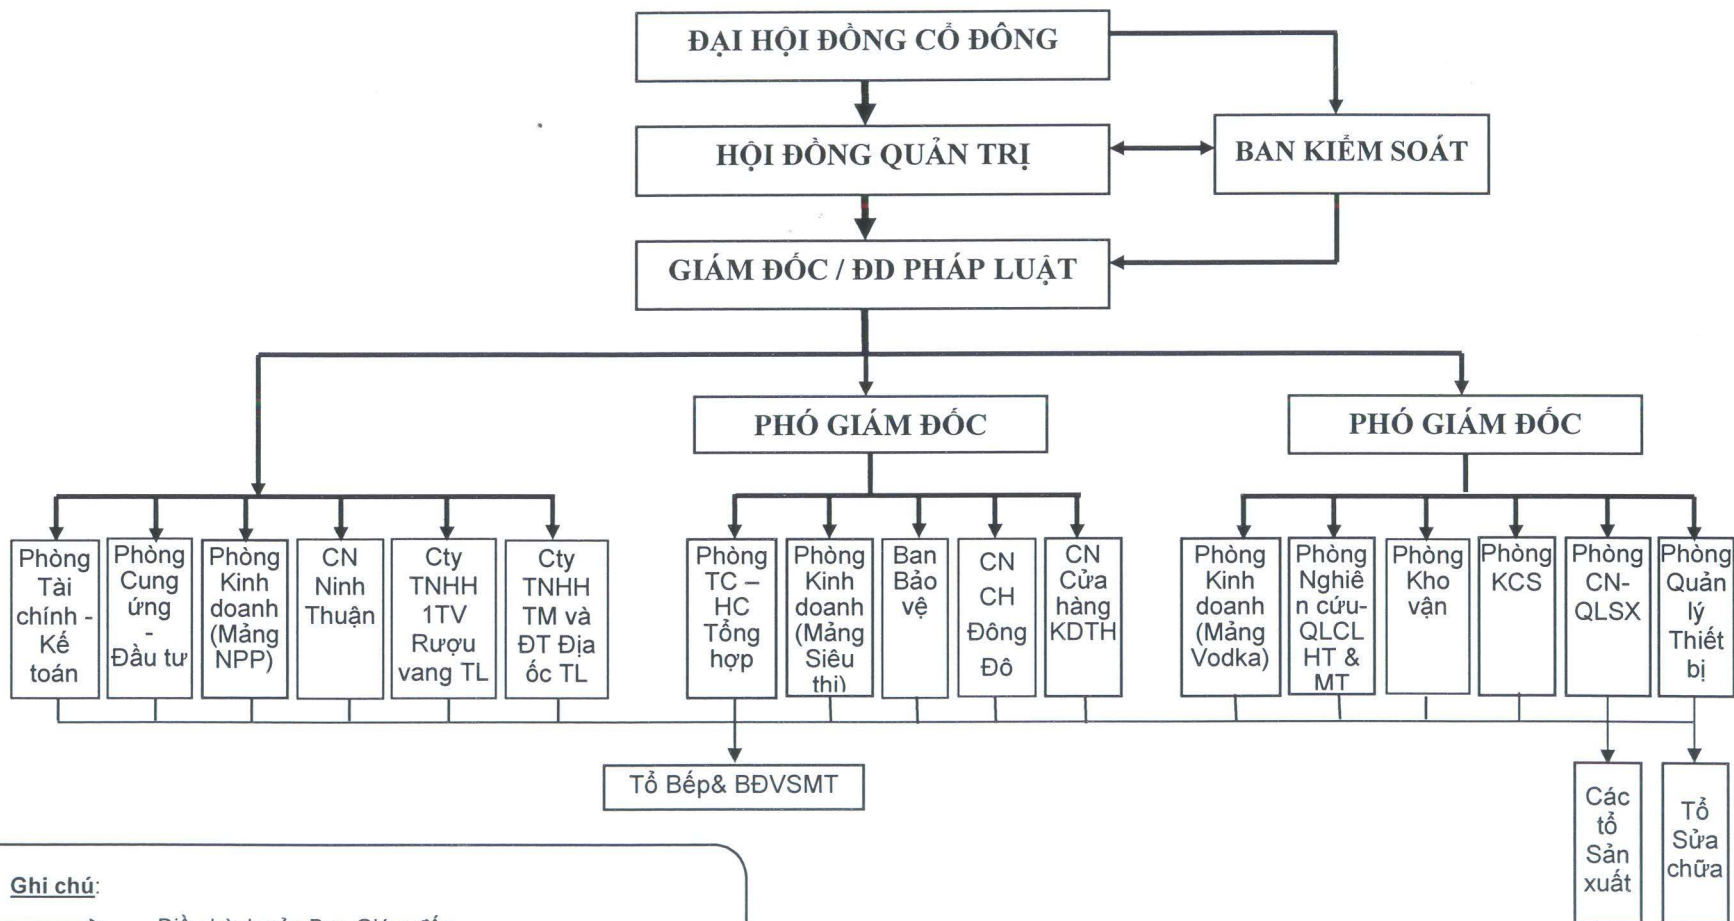 ĐẠI HỘI ĐỒNG CỔ ĐÔNG
HỘI ĐỒNG QUẢN TRỊ
BAN KIỂM SOÁT
GIÁM ĐỐC / ĐD PHÁP LUẬT
PHÓ GIÁM ĐỐC
PHÓ GIÁM ĐỐC
Phòng
Tài
chính -
Kế
toán
Phòng
Cung
ứng
-
Đầu tư
Phòng
Kinh
doanh
(Mảng
NPP)
CN
Ninh
Thuận
Cty
TNHH
1TV
Rượu
vang TL
Cty
TNHH
TM và
ĐT Địa
ốc TL
Phòng
TC –
HC
Tổng
hợp
Phòng
Kinh
doanh
(Mảng
Siêu
thị)
Ban
Bảo
vệ
CN
CH
Đông
Đô
CN
Cửa
hàng
KDTH
Phòng
Kinh
doanh
(Mảng
Vodka)
Phòng
Nghiê
n cứu-
QLCL
HT &
MT
Phòng
Kho
vận
Phòng
KCS
Phòng
CN-
QLSX
Phòng
Quản
lý
Thiết
bị
Tổ Bếp& BĐVSMT
Các
tổ
Sản
xuất
Tổ
Sửa
chữa
Ghi chú: